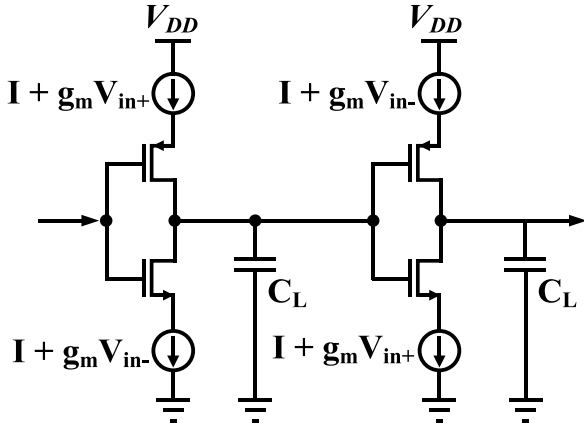 V_DD V_DD
I + g_mV_in+ I + g_mV_in-
C_L C_L
I + g_mV_in- I + g_mV_in+